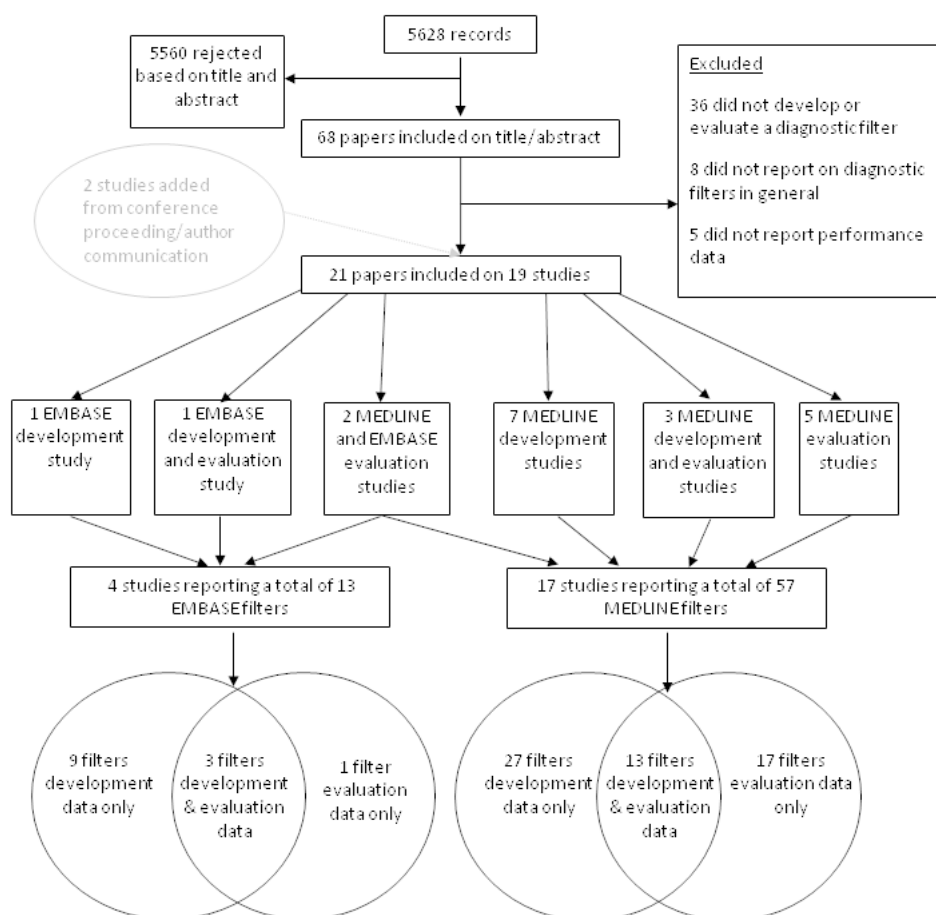 5628 records
5560 rejected
based on title and
abstract
Excluded
36 did not develop or
evaluate a diagnostic filter
8 did not report on diagnostic
filters in general
5 did not report performance
data
68 papers included on title/abstract
2 studies added
from conference
proceeding/author
communication
21 papers included on 19 studies
1 EMBASE
development
study
1 EMBASE
development
and evaluation
study
2 MEDLINE
and EMBASE
evaluation
studies
7 MEDLINE
development
studies
3 MEDLINE
development
and evaluation
studies
5 MEDLINE
evaluation
studies
4 studies reporting a total of 13
EMBASE filters
17 studies reporting a total of 57
MEDLINE filters
9 filters
development
data only
3 filters
development
& evaluation
data
1 filter
evaluation
data only
27 filters
development
data only
13 filters
development
& evaluation
data
17 filters
evaluation data
only